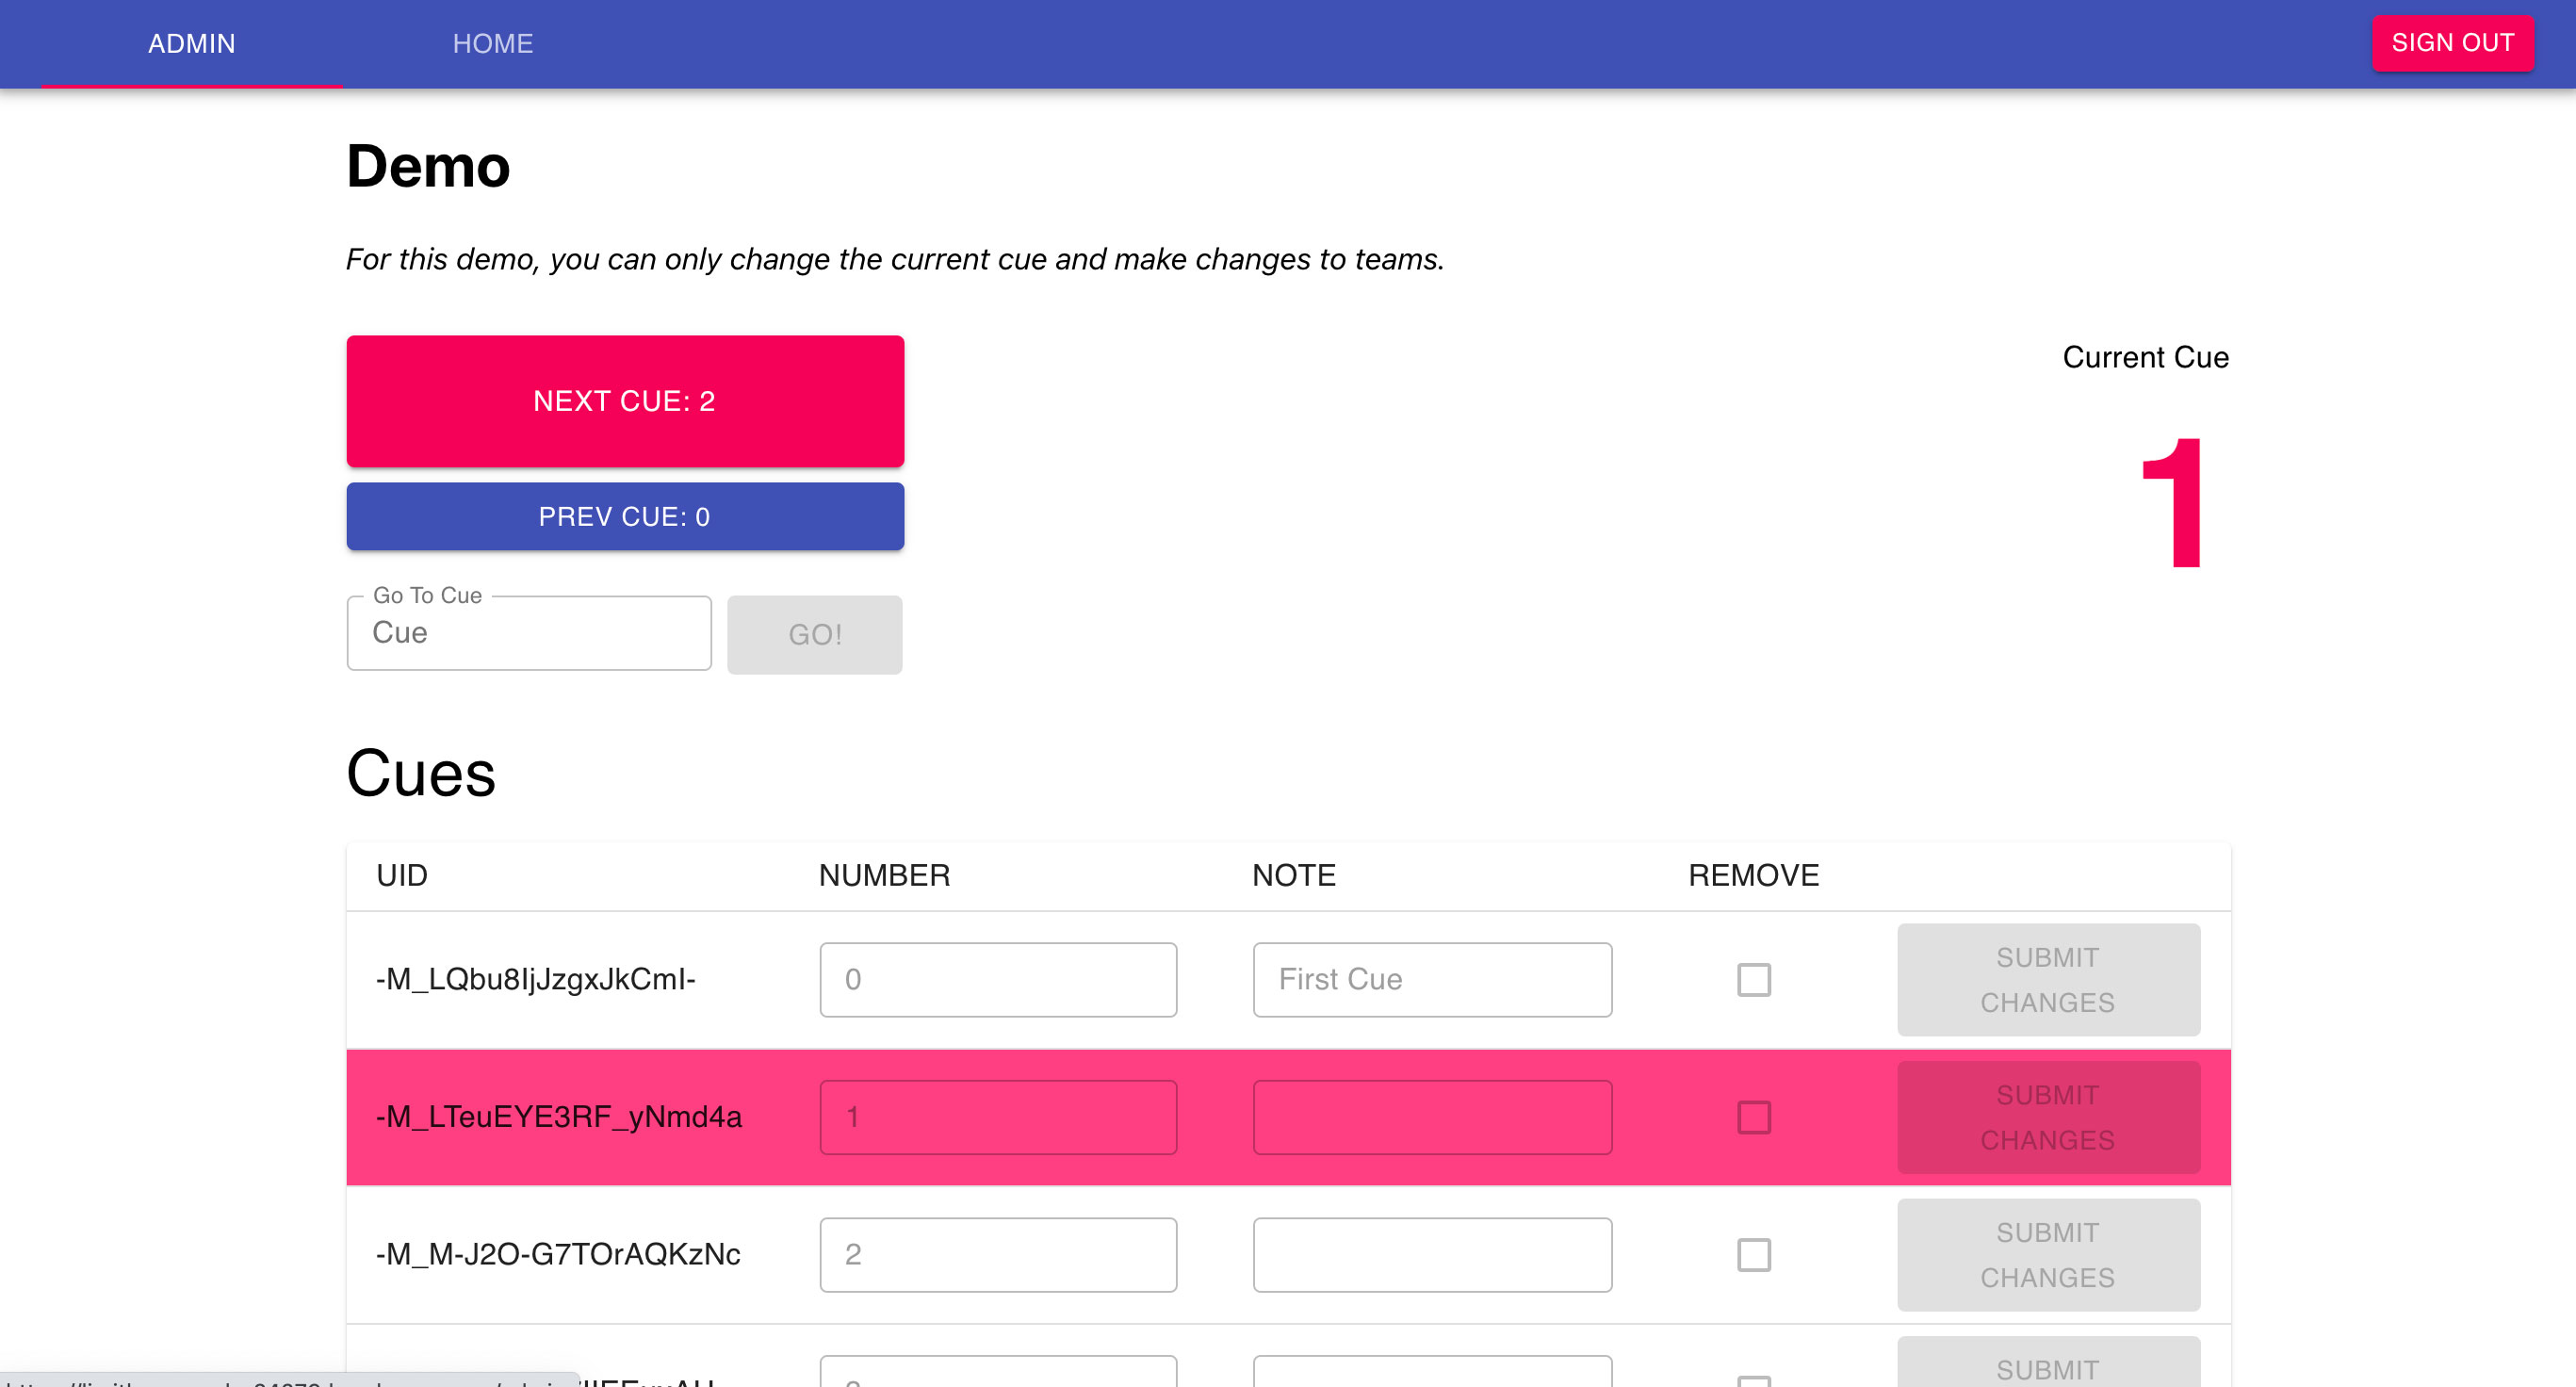 ADMIN HOME SIGN OUT
Demo
For this demo, you can only change the current cue and make changes to teams.
NEXT CUE: 2
Current Cue
1
PREV CUE: 0
Go To Cue
Cue
GO!
Cues
UID NUMBER NOTE REMOVE
-M_LQbu8IjJzgxJkCmI- 0 First Cue SUBMIT CHANGES
-M_LTeuEYE3RF_yNmd4a 1 SUBMIT CHANGES
-M_M-J2O-G7TOrAQKzNc 2 SUBMIT CHANGES
SUBMIT